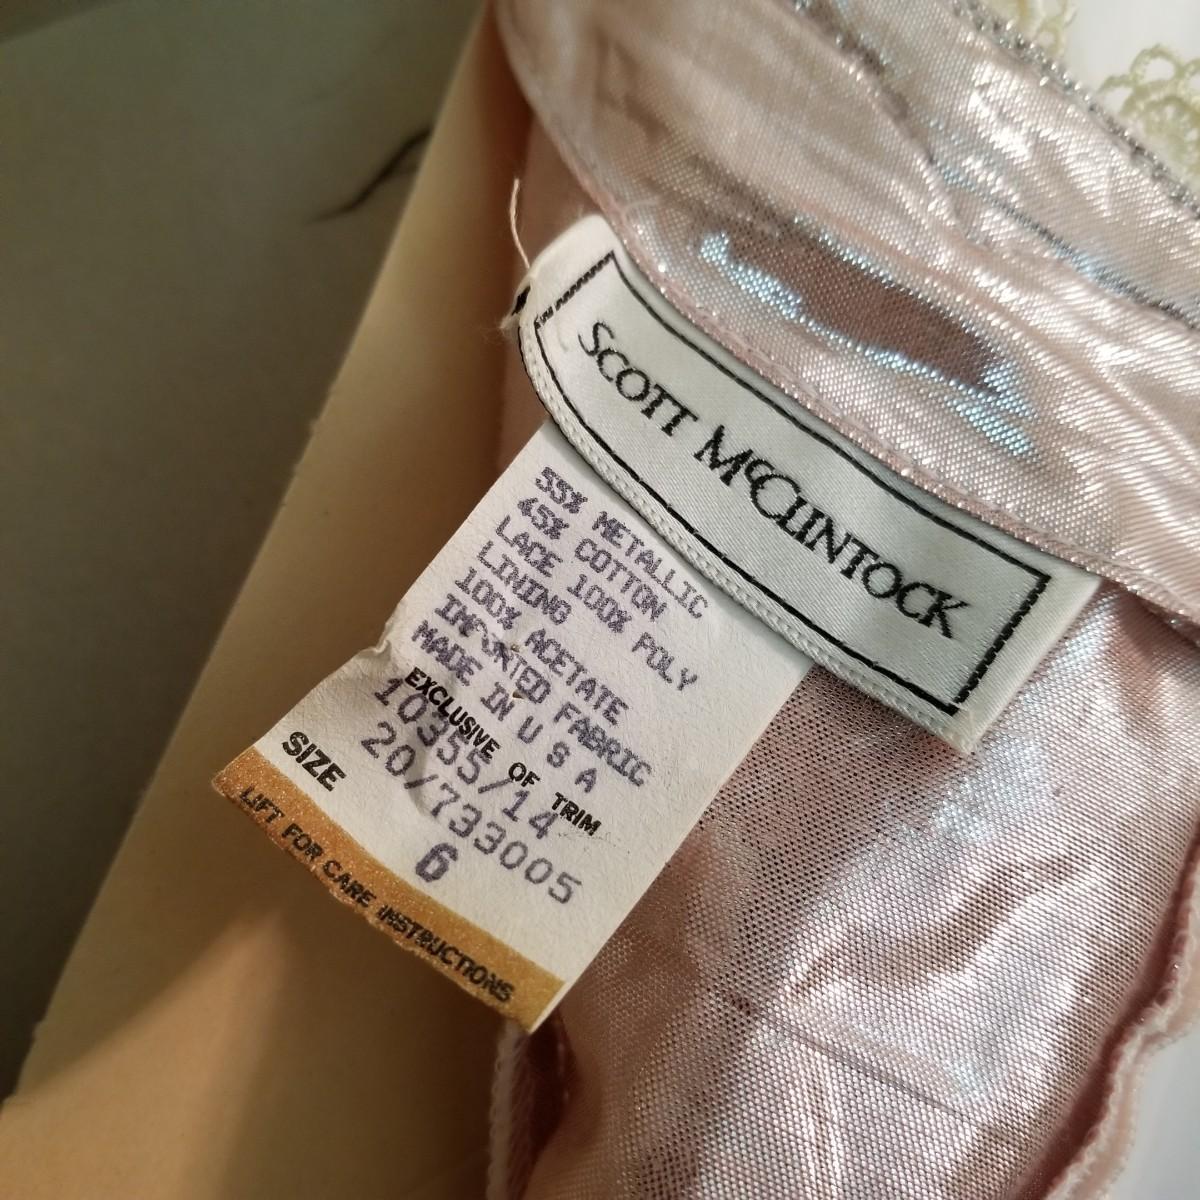 SCOTT McCLINTOCK
55% METALLIC
45% COTTON
LACE 100% POLY
LINING
100% ACETATE
IMPORTED FABRIC
MADE IN U S A
EXCLUSIVE OF TRIM
10355/14
20/733005
SIZE 6
LIFT FOR CARE INSTRUCTIONS